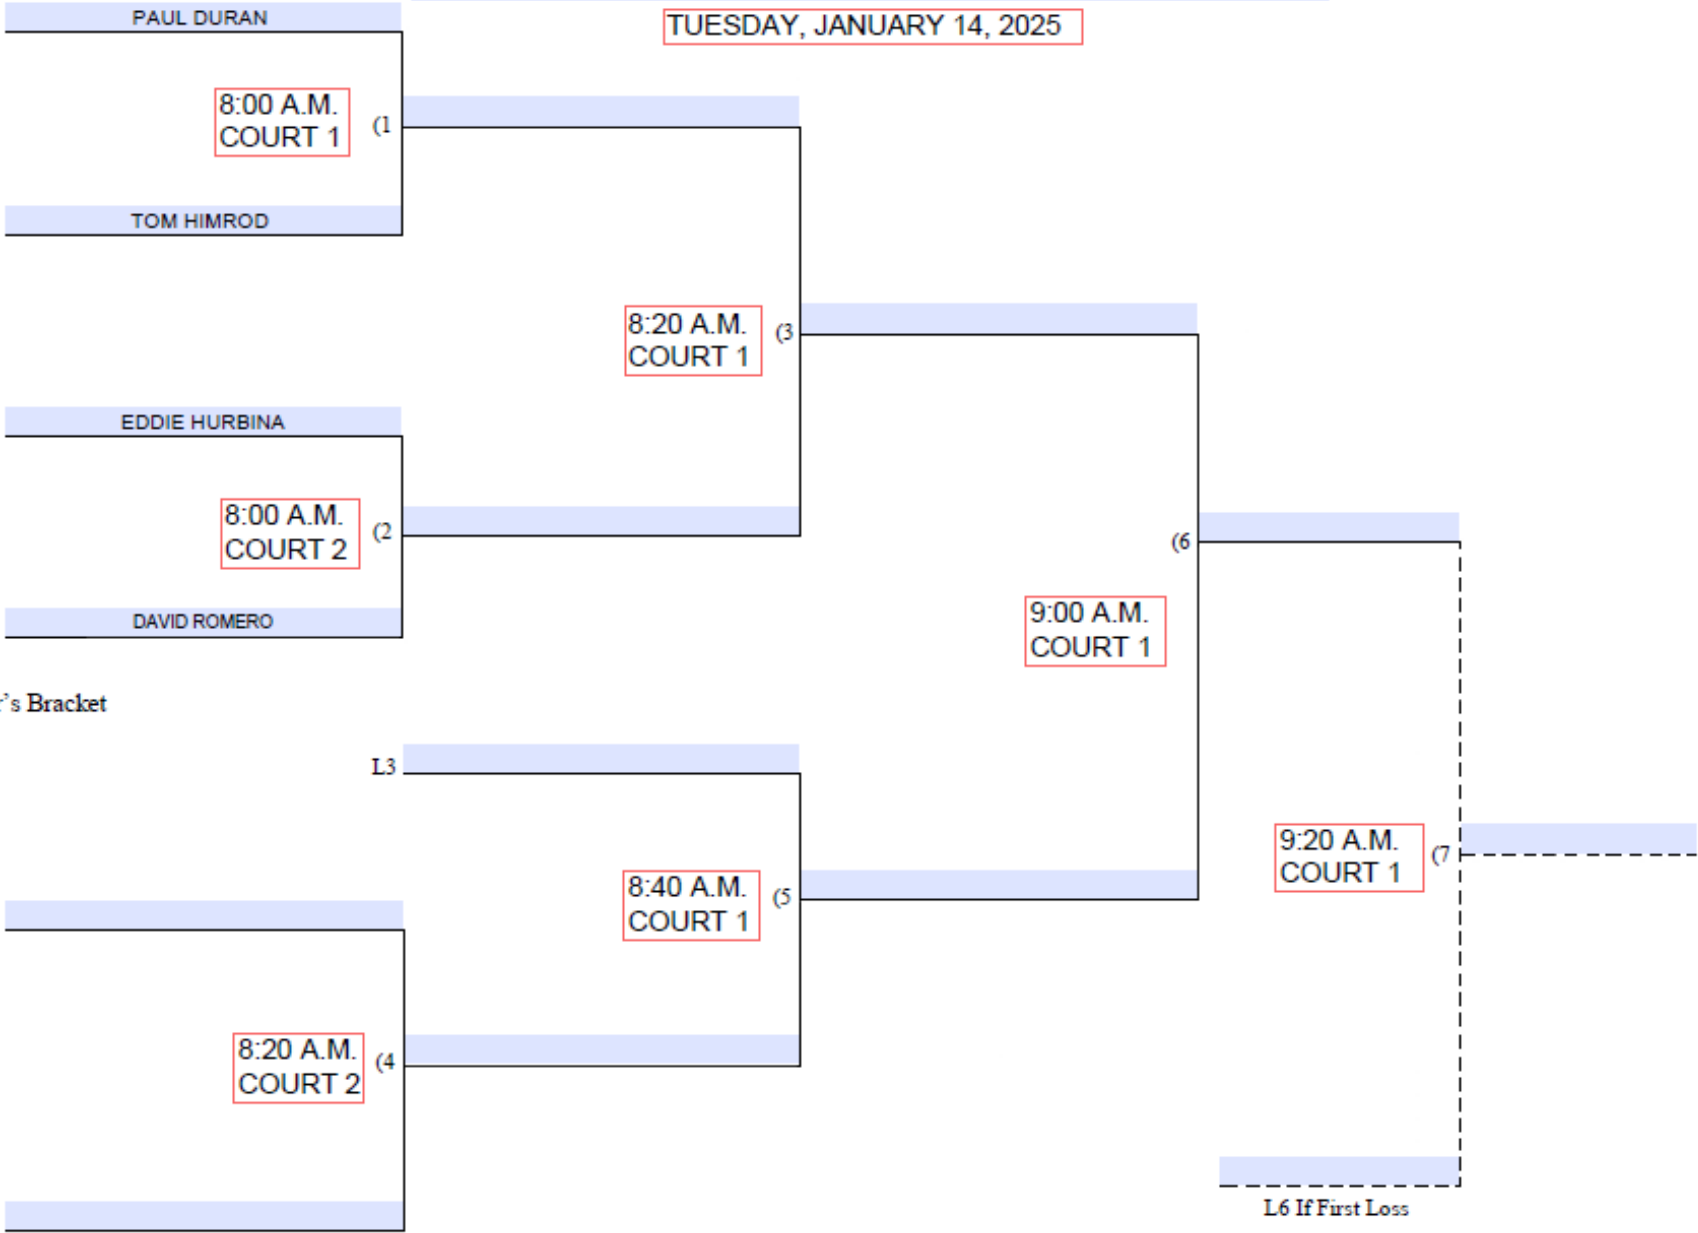 PAUL DURAN
TUESDAY, JANUARY 14, 2025
8:00 A.M.
COURT 1
(1
TOM HIMROD
8:20 A.M.
COURT 1
(3
EDDIE HURBINA
8:00 A.M.
COURT 2
(2
(6
DAVID ROMERO
9:00 A.M.
COURT 1
r’s Bracket
L3
9:20 A.M.
COURT 1
(7
8:40 A.M.
COURT 1
(5
8:20 A.M.
COURT 2
(4
L6 If First Loss